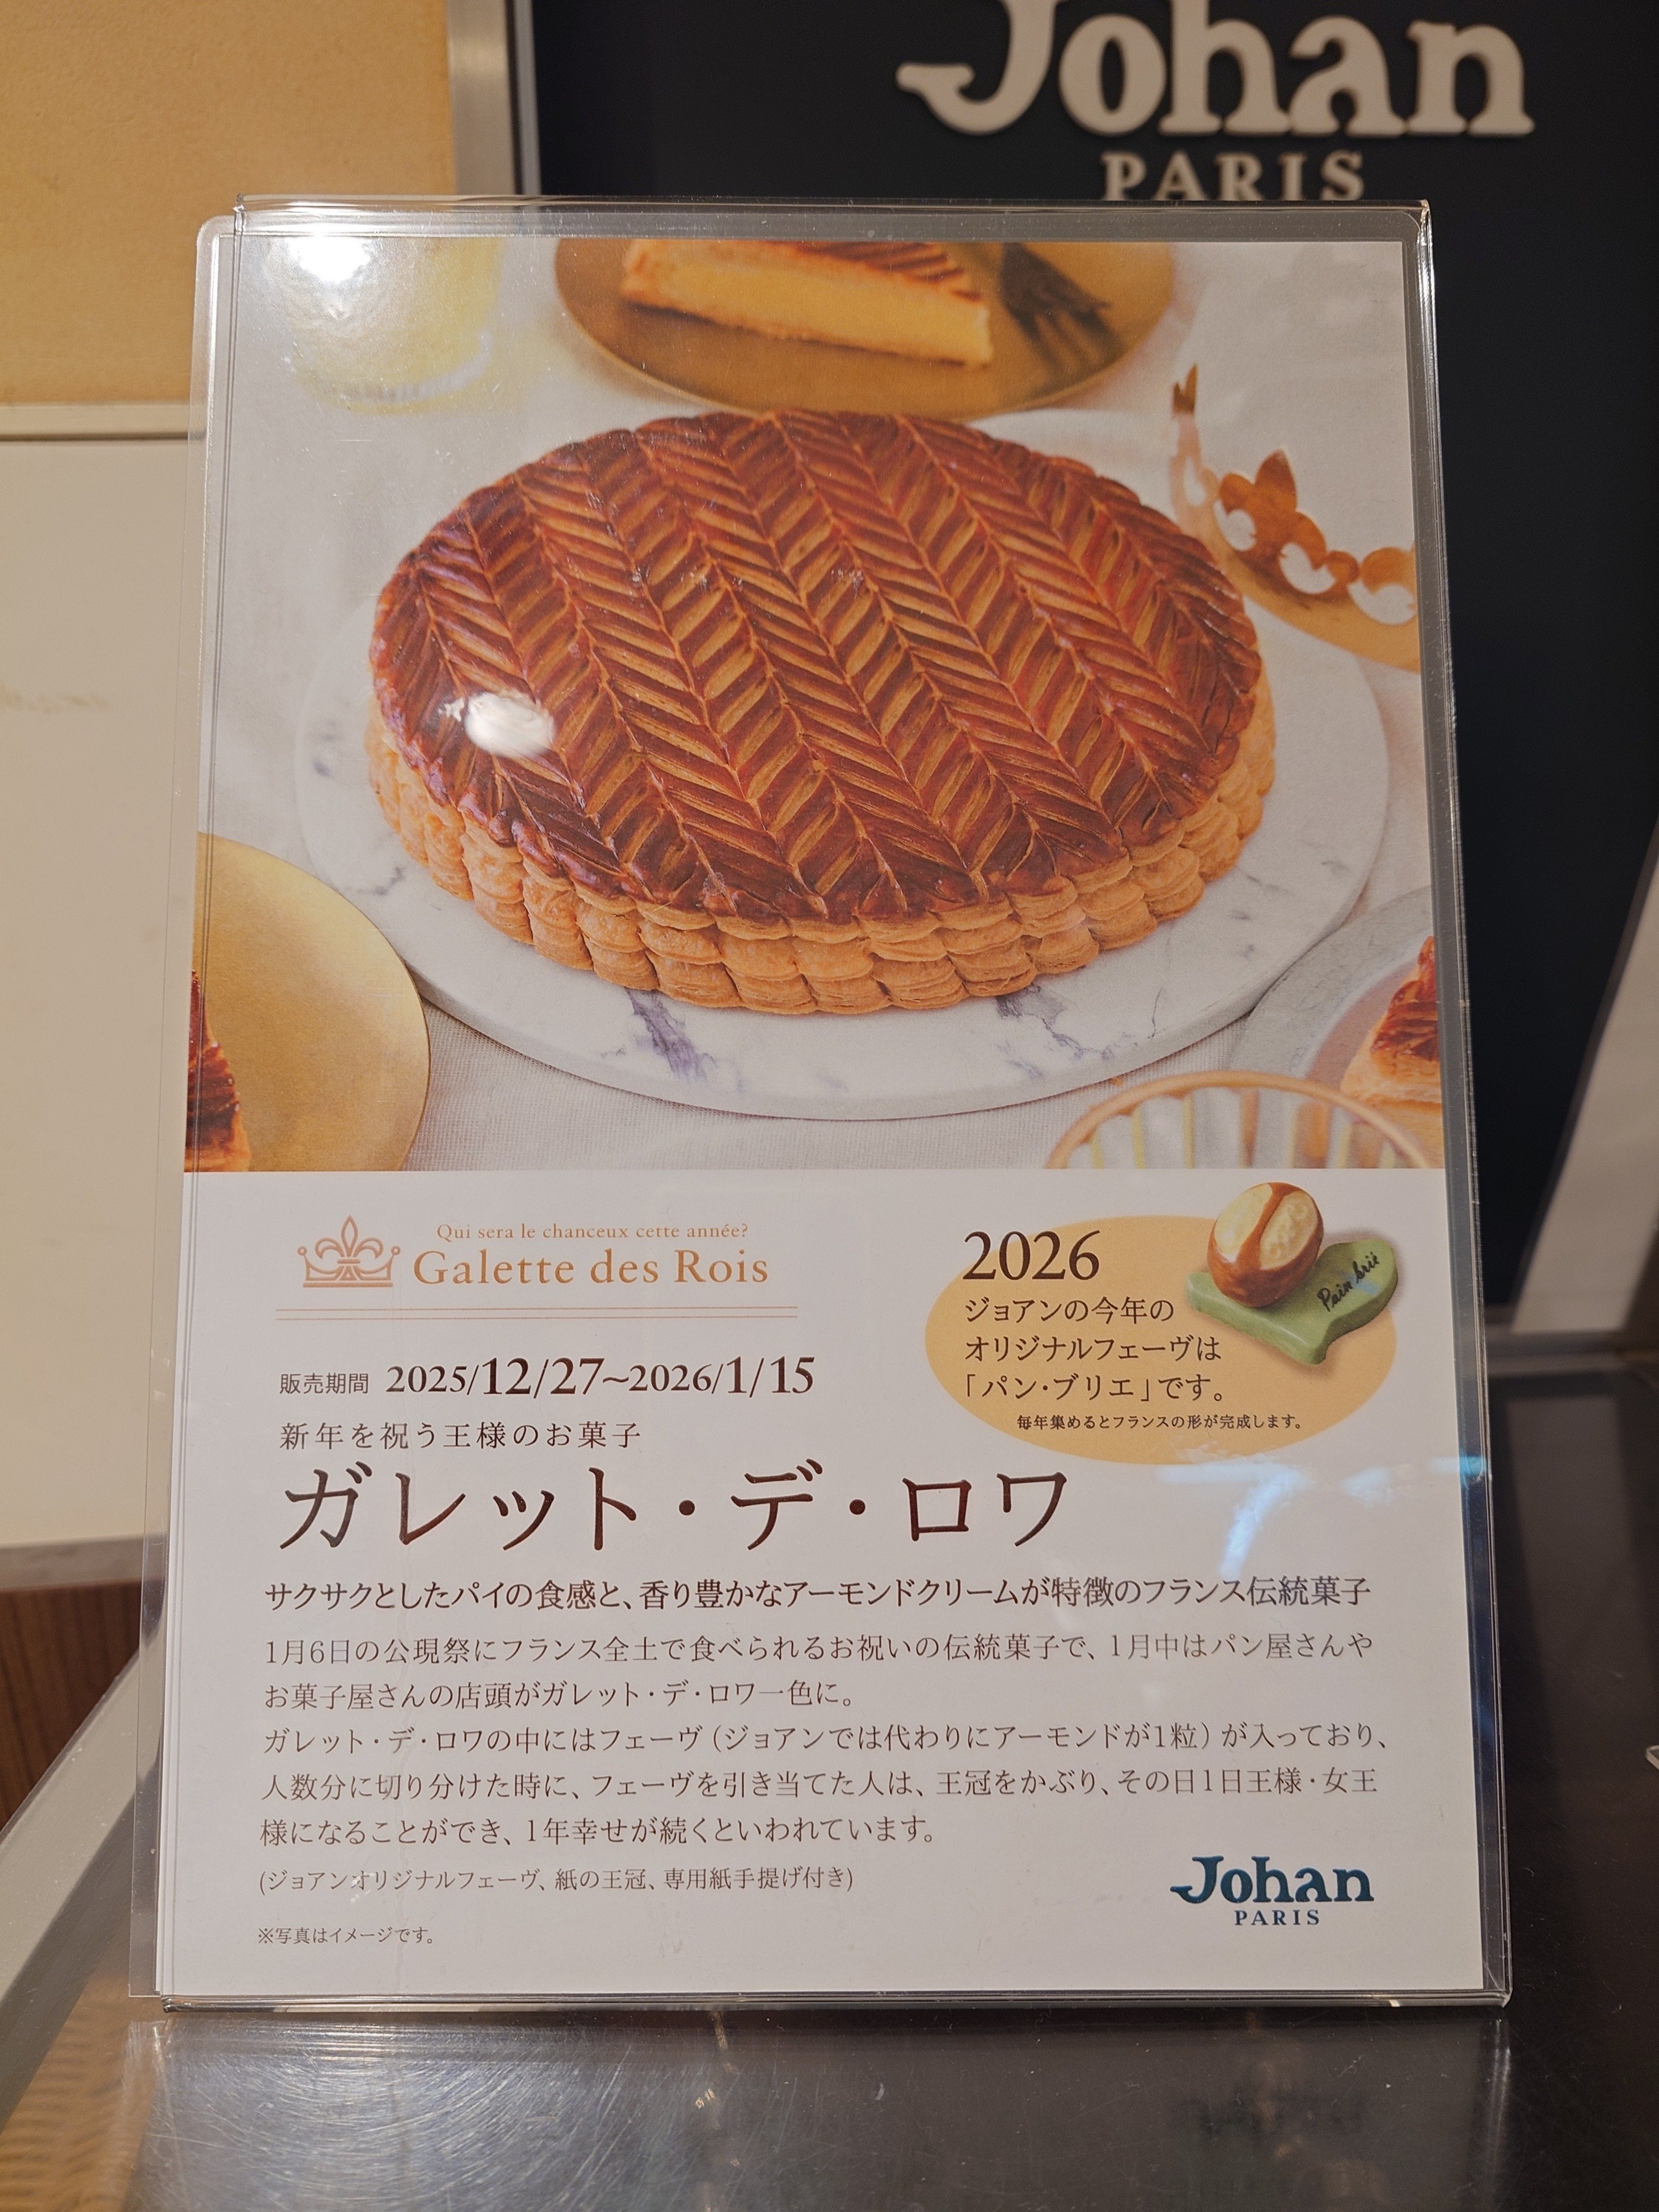 Johan
PARIS
Qui sera le chanceux cette année?
Galette des Rois
販売期間 2025/12/27~2026/1/15
新年を祝う王様のお菓子
2026
ジョアンの今年の
オリジナルフェーヴは
「パン・ブリエ」です。
毎年集めるとフランスの形が完成します。
Pain brié
ガレット・デ・ロワ
サクサクとしたパイの食感と、香り豊かなアーモンドクリームが特徴のフランス伝統菓子
1月6日の公現祭にフランス全土で食べられるお祝いの伝統菓子で、1月中はパン屋さんや
お菓子屋さんの店頭がガレット・デ・ロワ一色に。
ガレット・デ・ロワの中にはフェーヴ(ジョアンでは代わりにアーモンドが1粒)が入っており、
人数分に切り分けた時に、フェーヴを引き当てた人は、王冠をかぶり、その日1日王様・女王
様になることができ、1年幸せが続くといわれています。
(ジョアンオリジナルフェーヴ、紙の王冠、専用紙手提げ付き)
※写真はイメージです。
Johan
PARIS